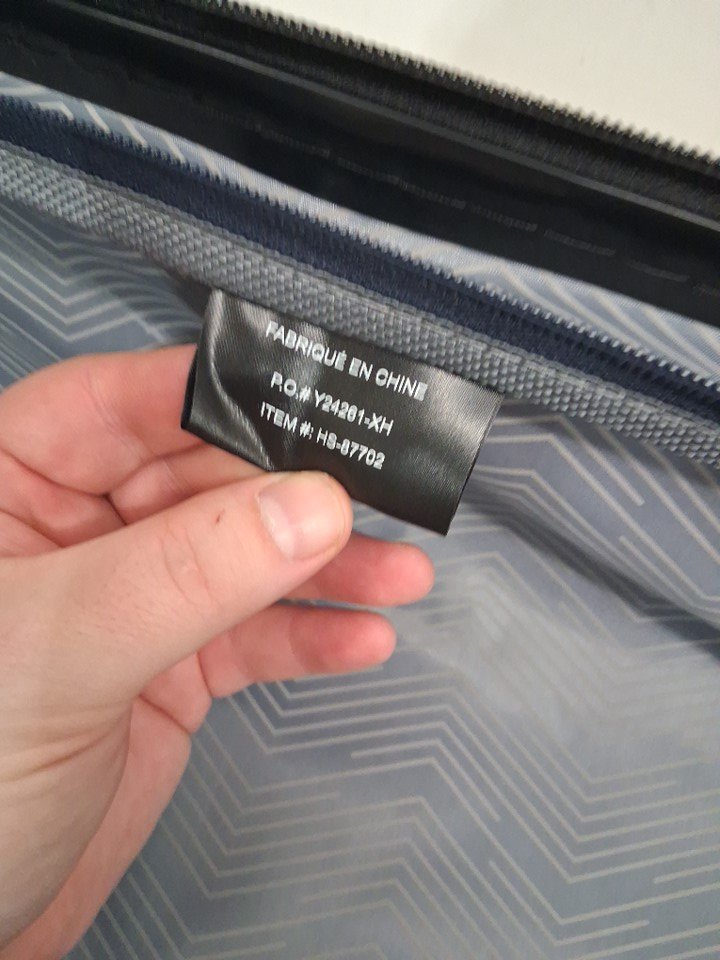 FABRIQUÉ EN CHINE
P.O.# Y24261-XH
ITEM #: HS-87702